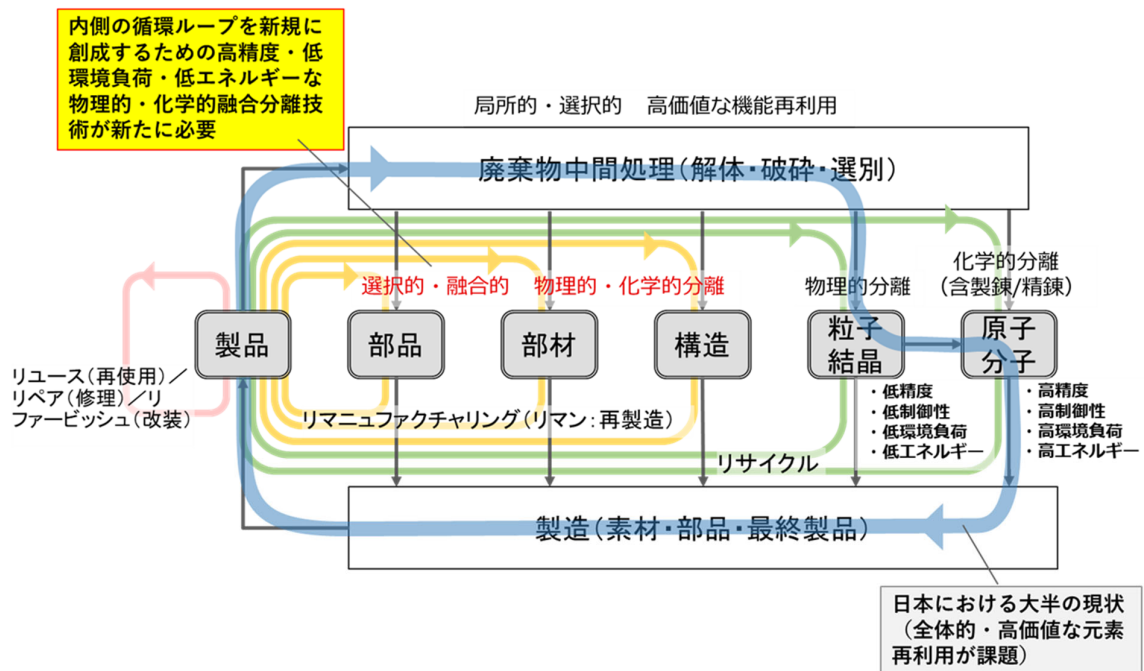 内側の循環ループを新規に
創成するための高精度・低
環境負荷・低エネルギーな
物理的・化学的融合分離技
術が新たに必要
局所的・選択的　高価値な機能再利用
廃棄物中間処理(解体・破砕・選別)
選択的・融合的　物理的・化学的分離
物理的分離
化学的分離
(含製錬/精錬)
製品
部品
部材
構造
粒子
結晶
原子
分子
リユース(再使用)／
リペア(修理)／リ
ファービッシュ(改装)
リマニュファクチャリング(リマン:再製造)
・低精度
・低制御性
・低環境負荷
・低エネルギー
・高精度
・高制御性
・高環境負荷
・高エネルギー
リサイクル
製造(素材・部品・最終製品)
日本における大半の現状
（全体的・高価値な元素
再利用が課題）